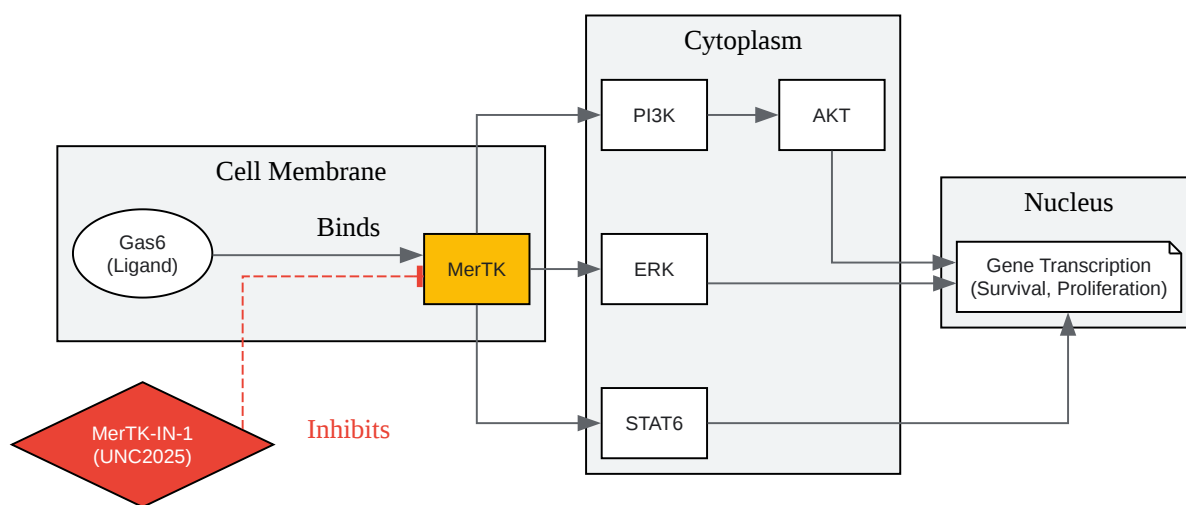 Cytoplasm
PI3K
AKT
Cell Membrane
Binds
Gas6
(Ligand)
MerTK
ERK
Nucleus
Gene Transcription
(Survival, Proliferation)
STAT6
MerTK-IN-1
(UNC2025)
Inhibits